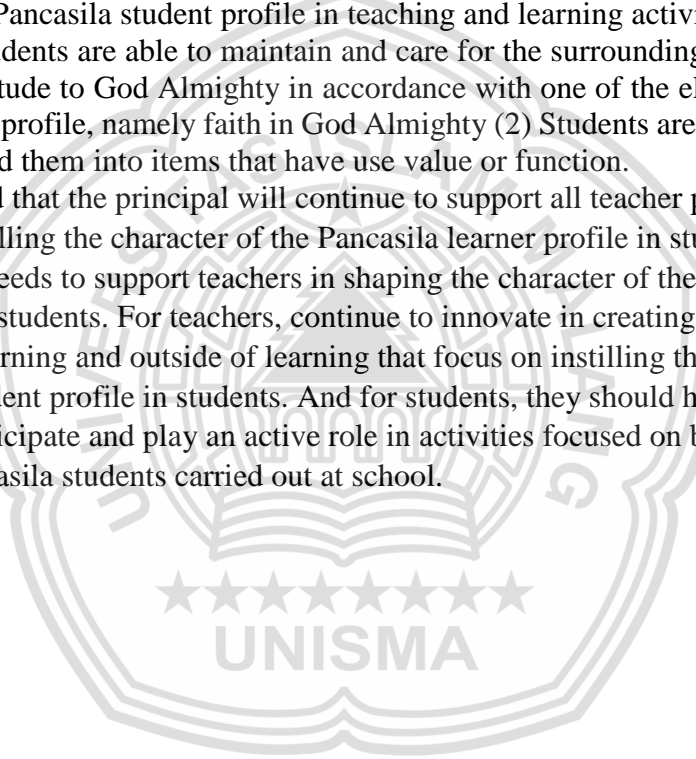 Pancasila student profile in teaching and learning activi
dents are able to maintain and care for the surrounding
tude to God Almighty in accordance with one of the el
profile, namely faith in God Almighty (2) Students are
d them into items that have use value or function.
d that the principal will continue to support all teacher p
lling the character of the Pancasila learner profile in stu
eeds to support teachers in shaping the character of the
students. For teachers, continue to innovate in creating
rning and outside of learning that focus on instilling th
dent profile in students. And for students, they should h
icipate and play an active role in activities focused on b
asila students carried out at school.
UNIVERSITAS ISLAM MALANG
UNISMA